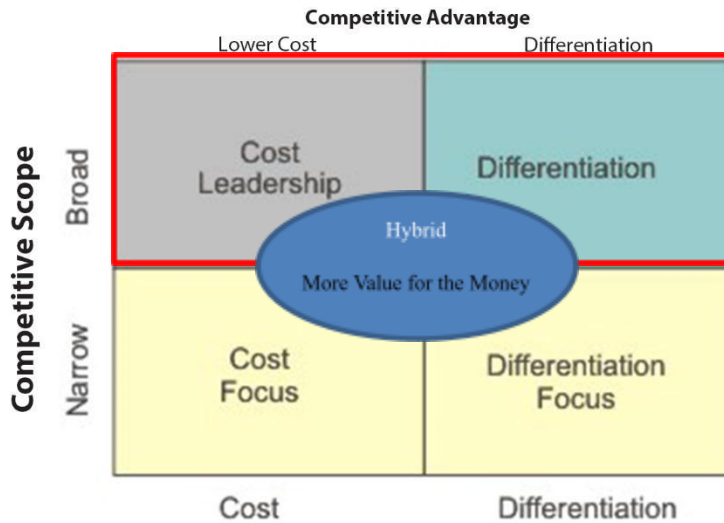 Competitive Advantage
Lower Cost
Differentiation
Competitive Scope
Broad
Cost
Leadership
Differentiation
Hybrid
More Value for the Money
Narrow
Cost
Focus
Differentiation
Focus
Cost
Differentiation